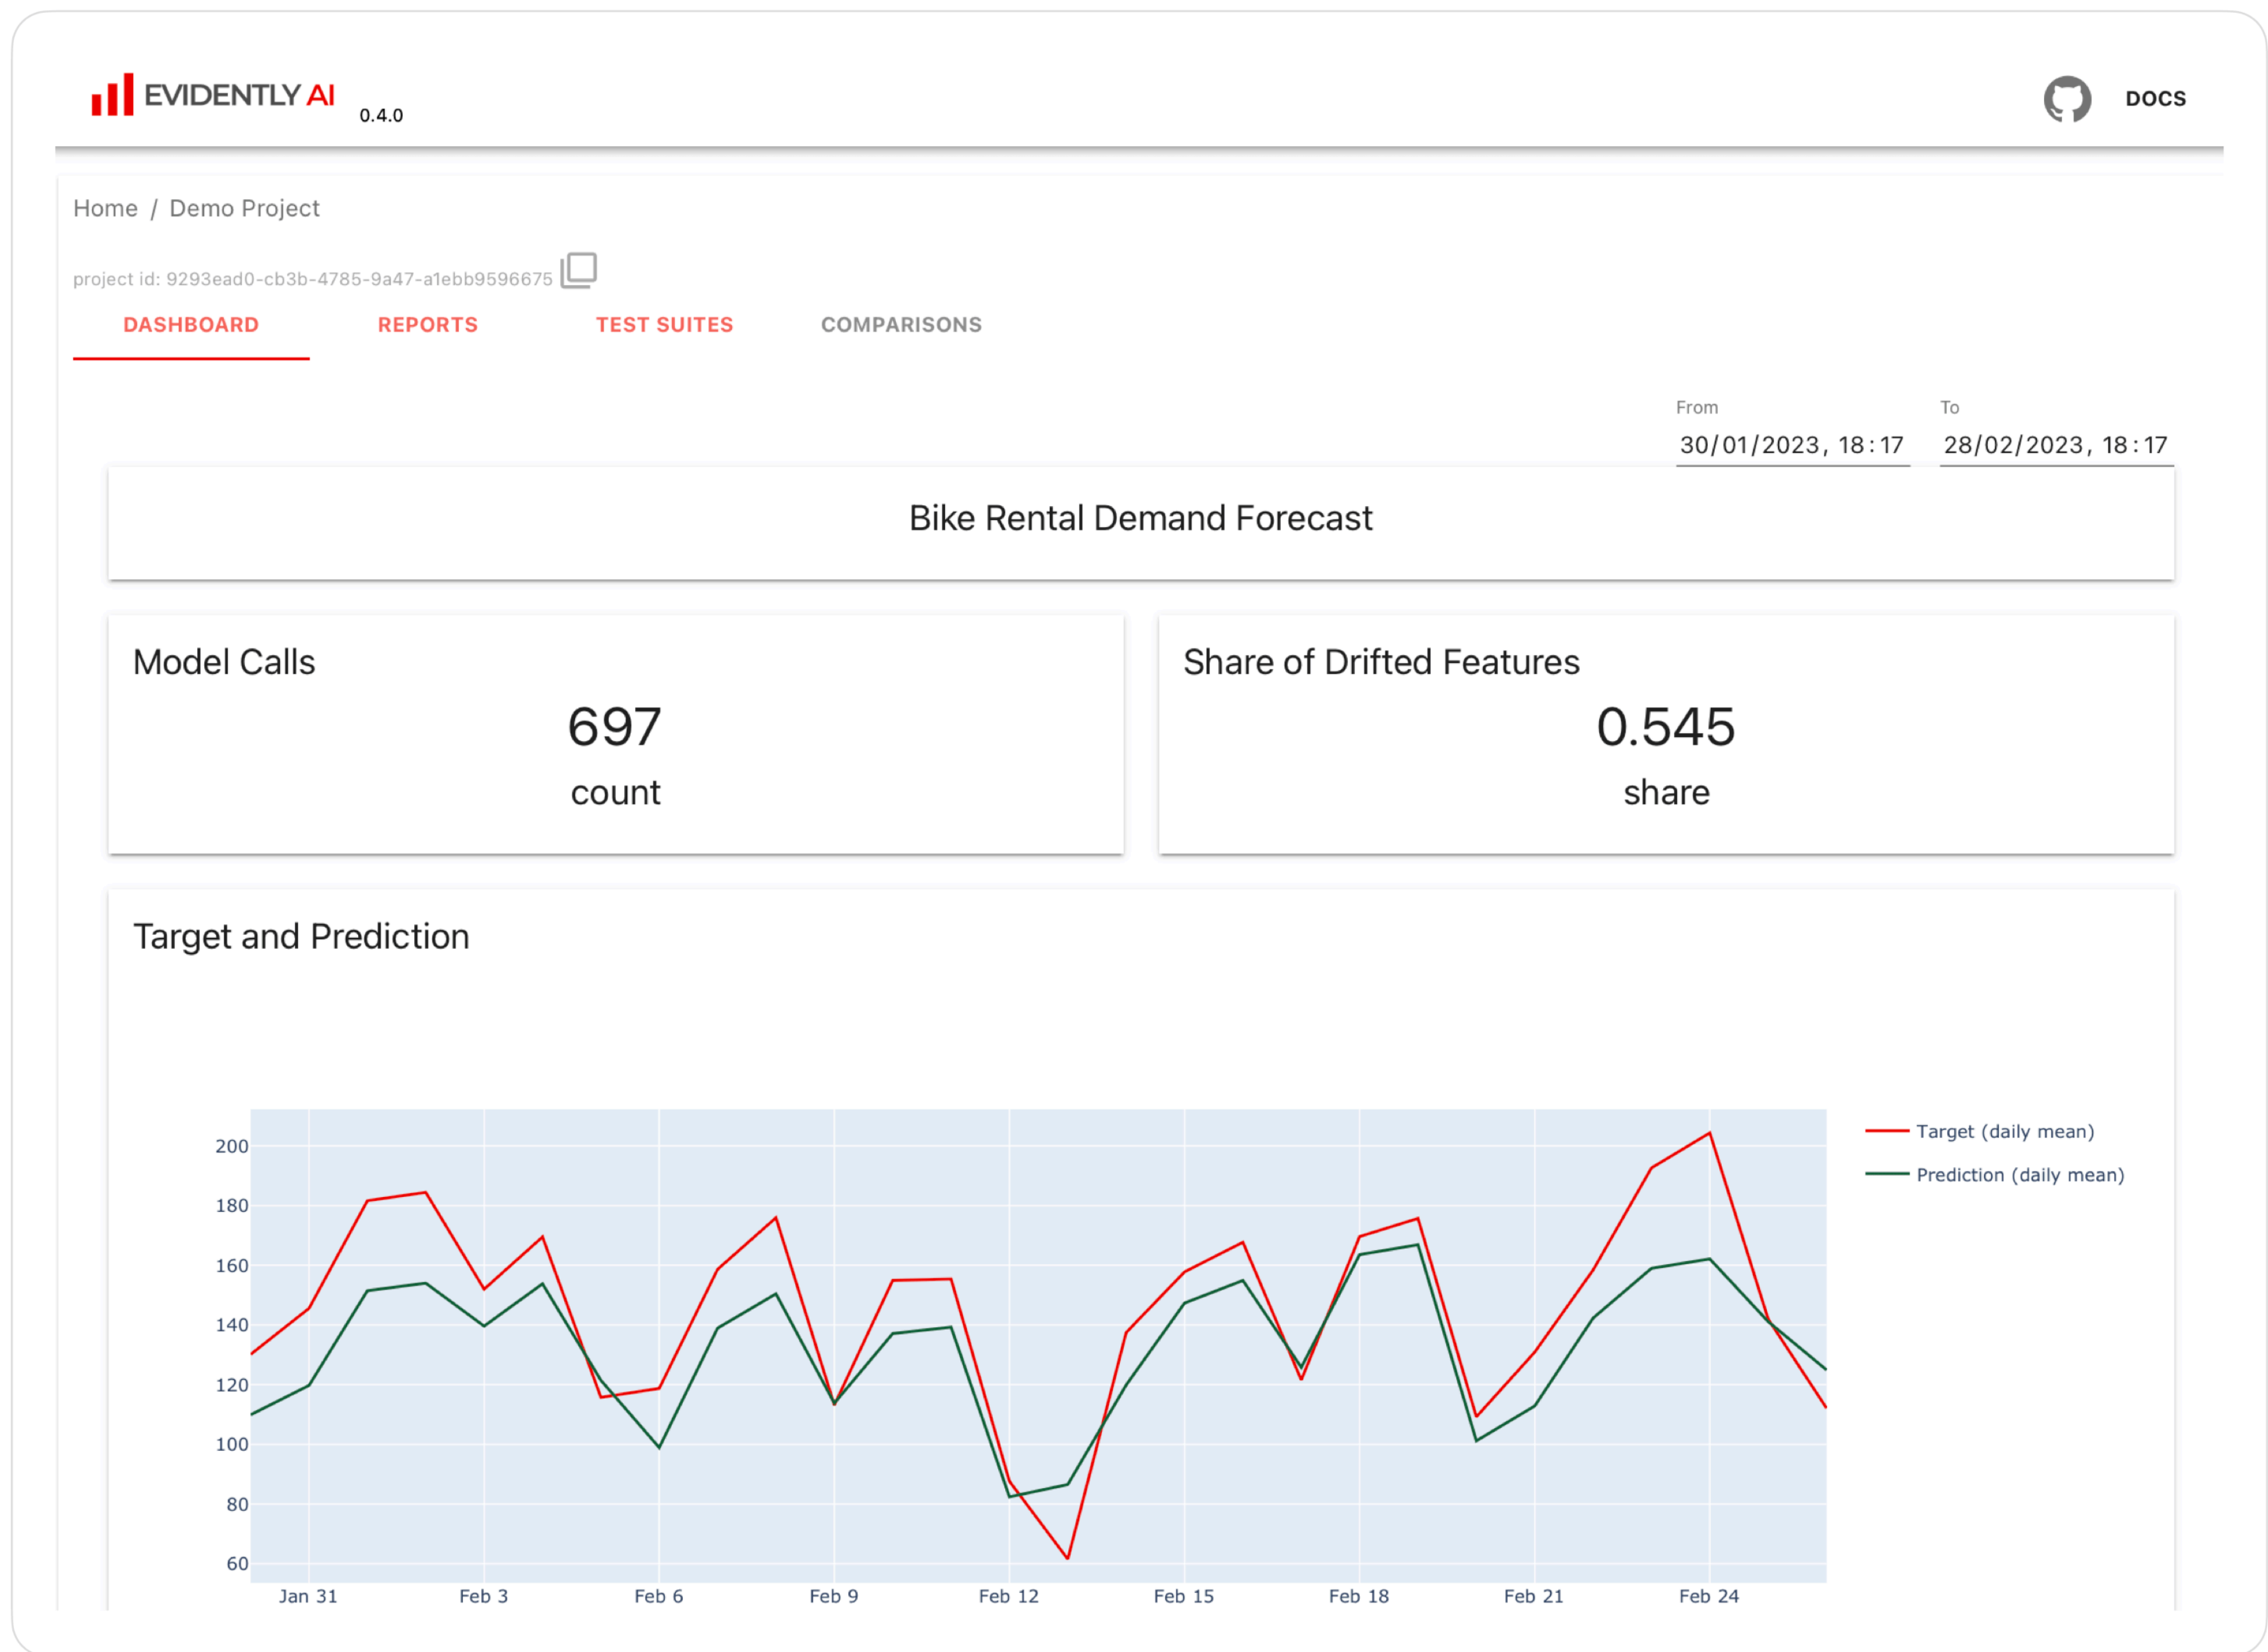 EVIDENTLY AI 0.4.0 DOCS
Home / Demo Project
project id: 9293ead0-cb3b-4785-9a47-a1ebb9596675
DASHBOARD REPORTS TEST SUITES COMPARISONS
From To
30/01/2023, 18:17 28/02/2023, 18:17
Bike Rental Demand Forecast
Model Calls
697
count
Share of Drifted Features
0.545
share
Target and Prediction
Target (daily mean)
Prediction (daily mean)
200
180
160
140
120
100
80
60
Jan 31 Feb 3 Feb 6 Feb 9 Feb 12 Feb 15 Feb 18 Feb 21 Feb 24